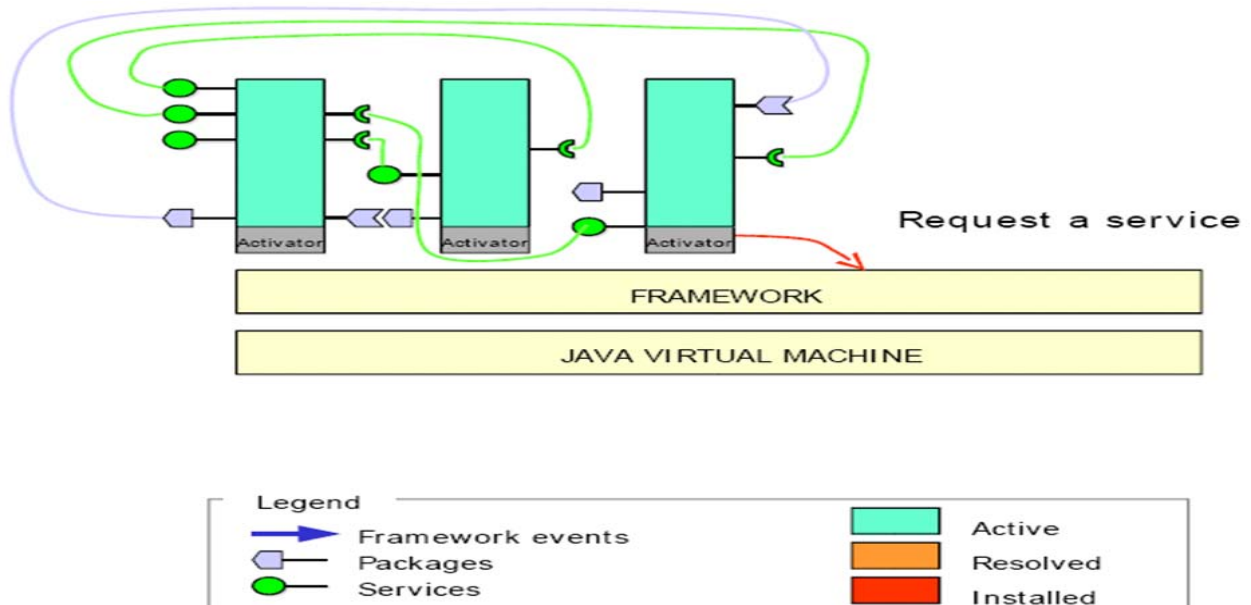 Request a service
Activator
Activator
Activator
FRAMEWORK
JAVA VIRTUAL MACHINE
Legend
Framework events
Packages
Services
Active
Resolved
Installed